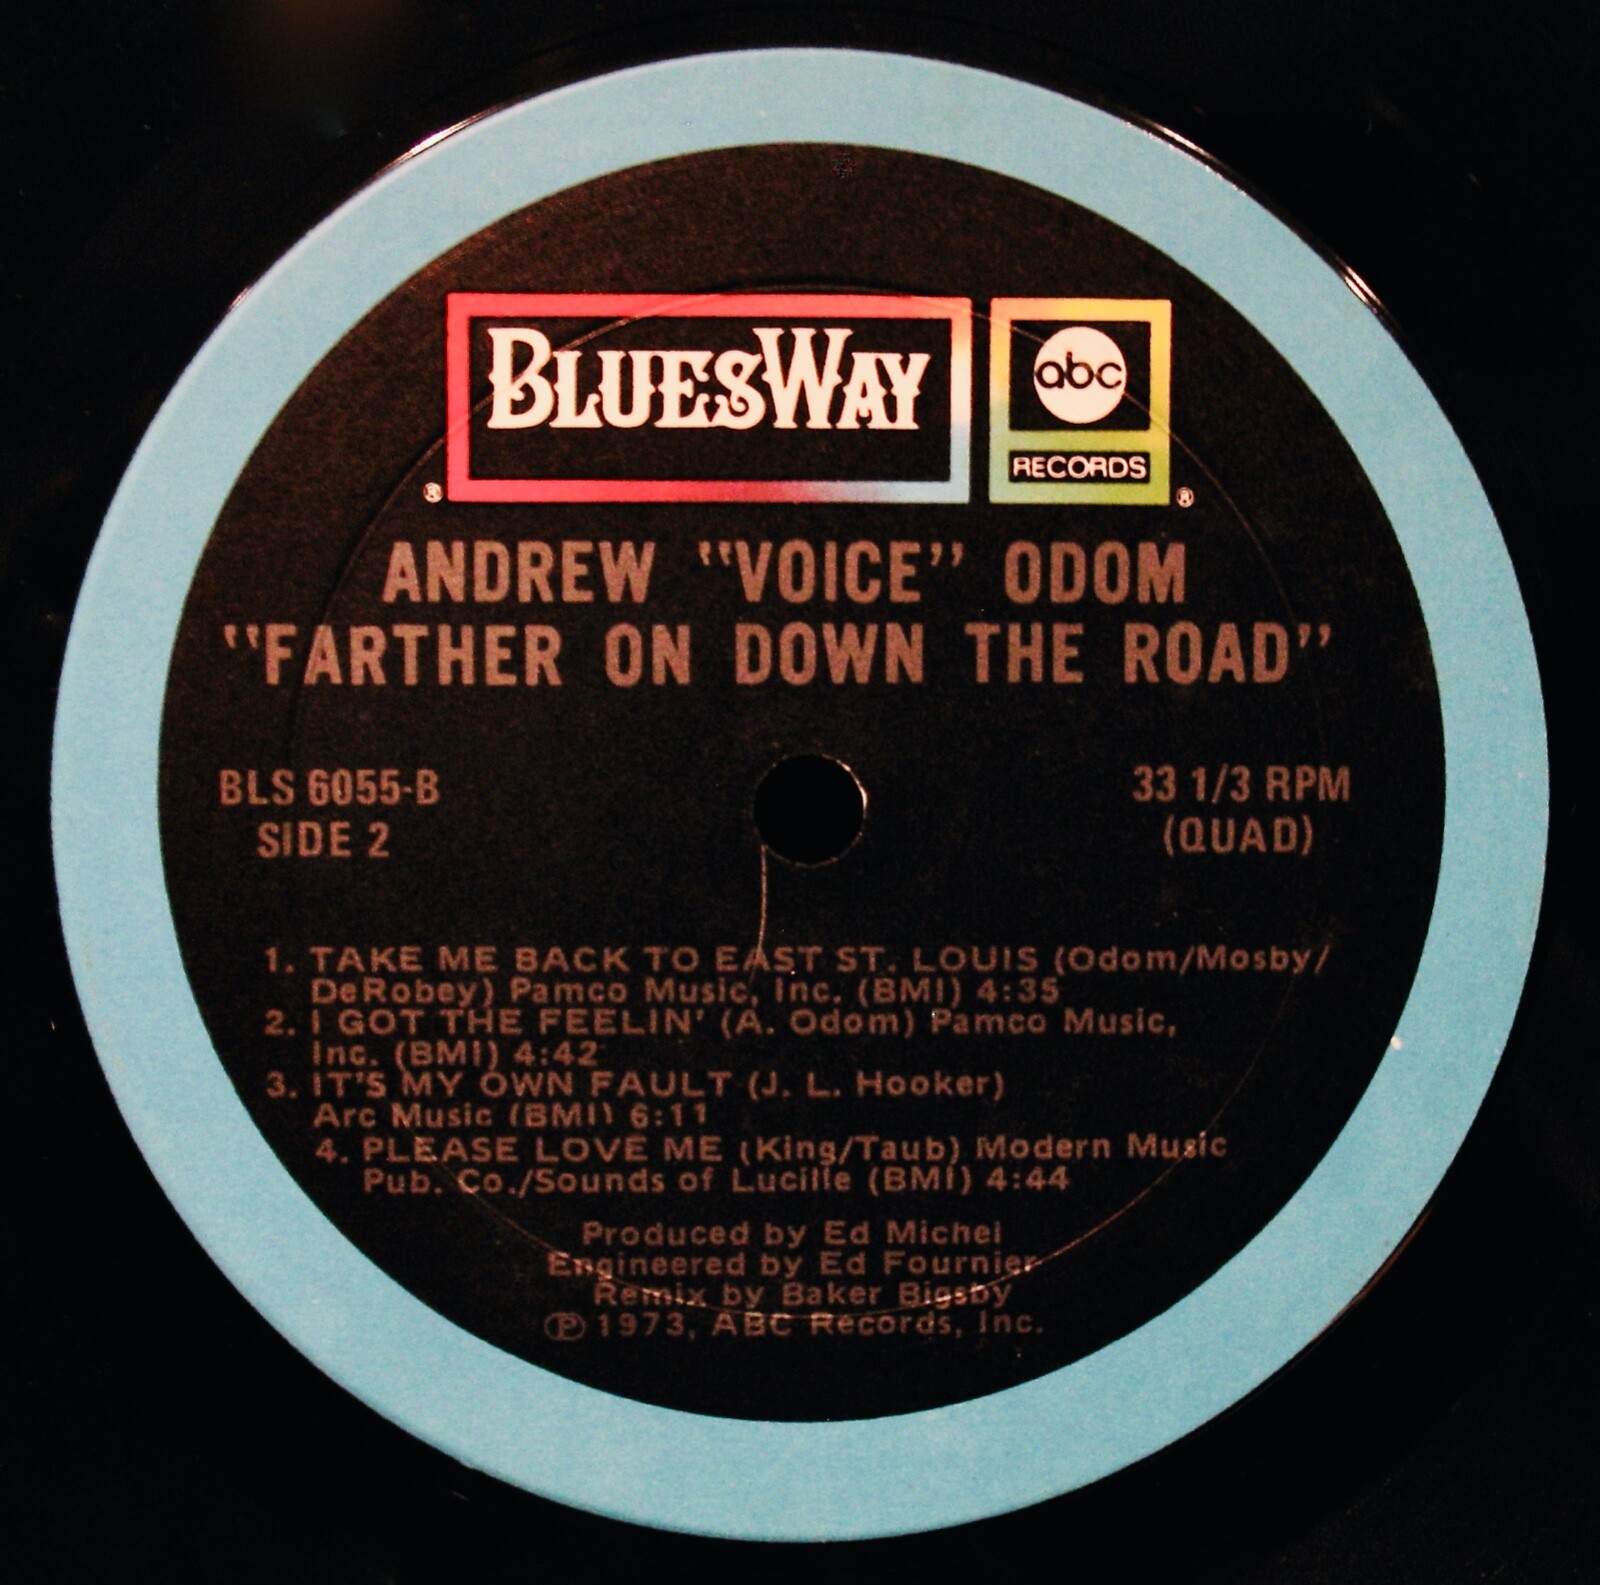 BLUESWAY
abc
RECORDS
®
®
ANDREW "VOICE" ODOM
"FARTHER ON DOWN THE ROAD"
BLS 6055-B
SIDE 2
33 1/3 RPM
(QUAD)
1. TAKE ME BACK TO EAST ST. LOUIS (Odom/Mosby/
DeRobey) Pamco Music, Inc. (BMI) 4:35
2. I GOT THE FEELIN' (A. Odom) Pamco Music,
Inc. (BMI) 4:42
3. IT'S MY OWN FAULT (J. L. Hooker)
Arc Music (BMI) 6:11
4. PLEASE LOVE ME (King/Taub) Modern Music
Pub. Co./Sounds of Lucille (BMI) 4:44
Produced by Ed Michel
Engineered by Ed Fournier
Remix by Baker Bigsby
℗ 1973, ABC Records, Inc.